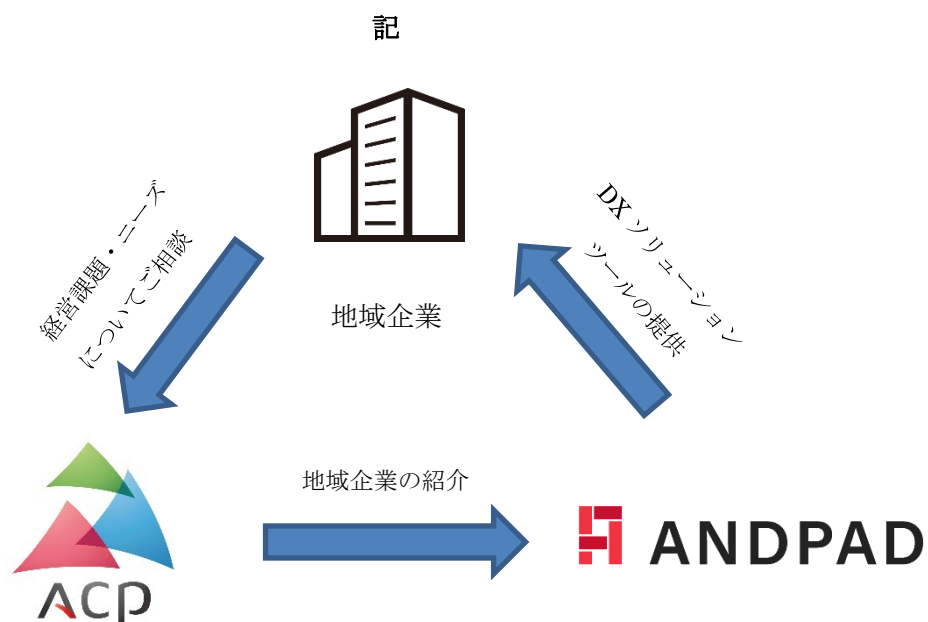 記
経営課題・ニーズ
についてご相談
DX ソリューション
ツールの提供
地域企業
地域企業の紹介
ACP
ANDPAD